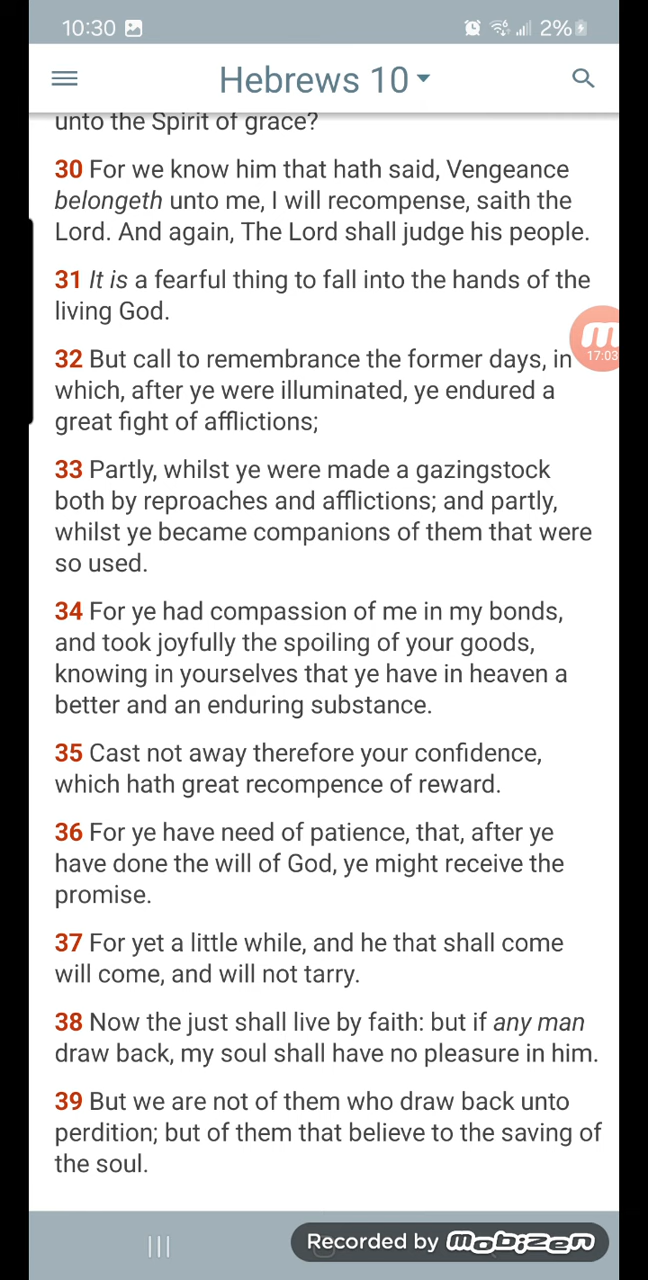 10:30 2%
Hebrews 10
unto the Spirit of grace?
30 For we know him that hath said, Vengeance
belongeth unto me, I will recompense, saith the
Lord. And again, The Lord shall judge his people.
31 It is a fearful thing to fall into the hands of the
living God.
32 But call to remembrance the former days, in
which, after ye were illuminated, ye endured a
great fight of afflictions;
17:03
33 Partly, whilst ye were made a gazingstock
both by reproaches and afflictions; and partly,
whilst ye became companions of them that were
so used.
34 For ye had compassion of me in my bonds,
and took joyfully the spoiling of your goods,
knowing in yourselves that ye have in heaven a
better and an enduring substance.
35 Cast not away therefore your confidence,
which hath great recompence of reward.
36 For ye have need of patience, that, after ye
have done the will of God, ye might receive the
promise.
37 For yet a little while, and he that shall come
will come, and will not tarry.
38 Now the just shall live by faith: but if any man
draw back, my soul shall have no pleasure in him.
39 But we are not of them who draw back unto
perdition; but of them that believe to the saving of
the soul.
Recorded by mobizen